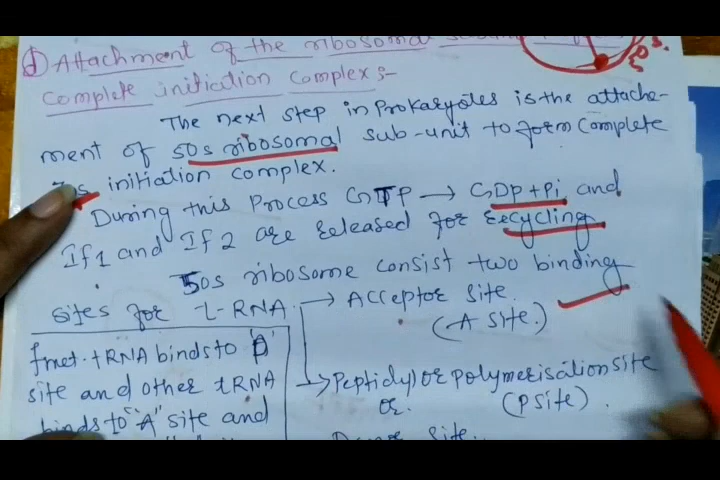 d) Attachment of the ribosomal
complete initiation complex:-
The next step in Prokaryotes is the attache-
ment of 50s ribosomal sub-unit to form complete
initiation complex.
During this Process GTP → GDP + Pi and
If1 and If2 are released for recycling
50s ribosome consist two binding
sites for t-RNA. → Acceptor site.
(A site.)
fmet.tRNA binds to 'P'
site and other tRNA
binds to "A" site and
→ Peptidyl or polymerisation site
or. (P site).
site.